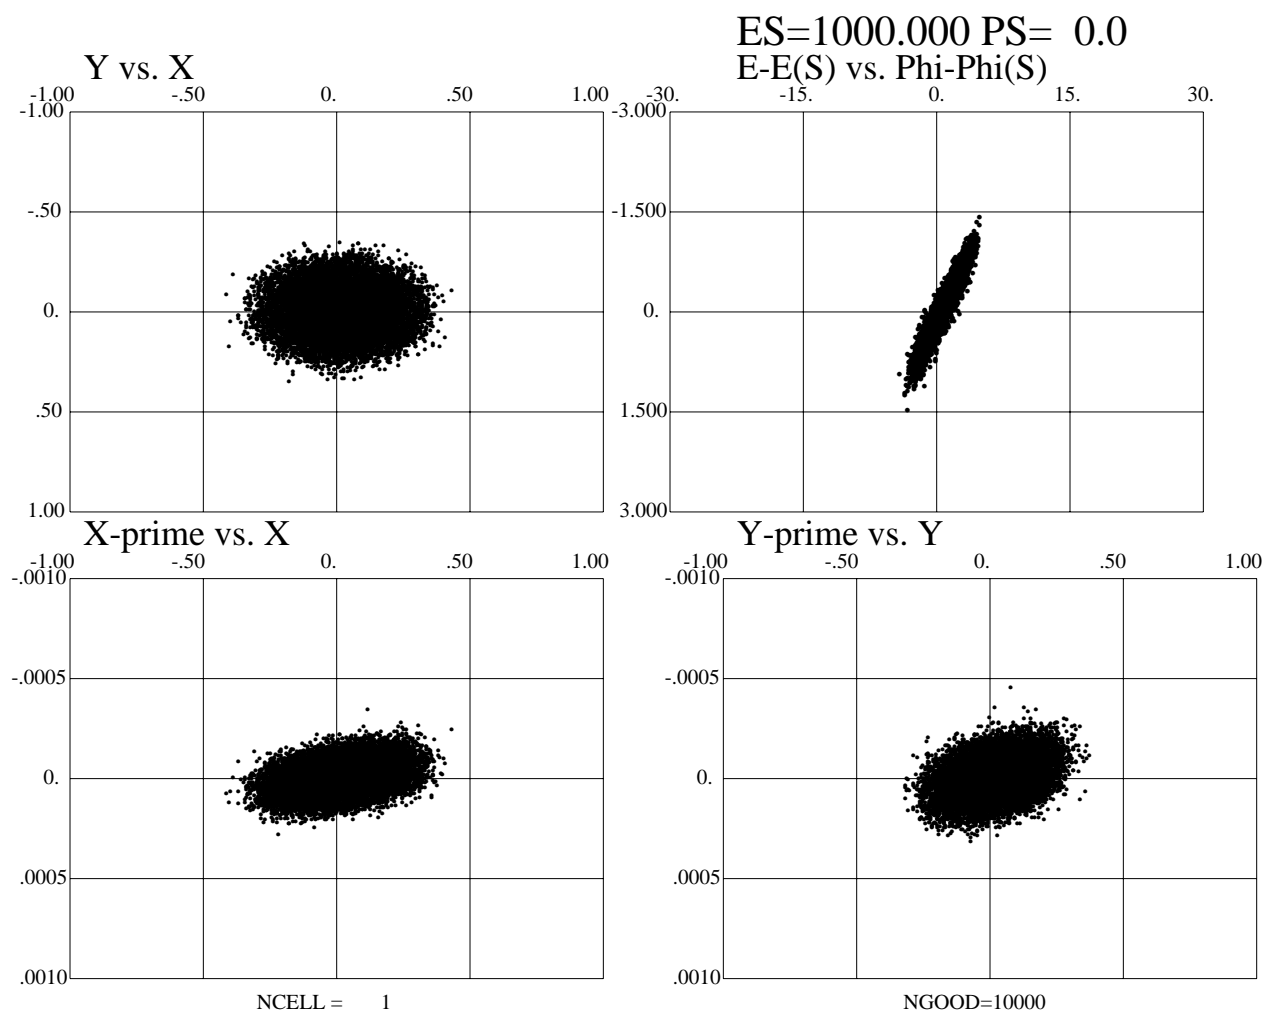 ES=1000.000 PS= 0.0
Y vs. X
E-E(S) vs. Phi-Phi(S)
-1.00 -.50 0. .50 1.00
-30. -15. 0. 15. 30.
-1.00
-.50
0.
.50
1.00
-3.000
-1.500
0.
1.500
3.000
X-prime vs. X
Y-prime vs. Y
-1.00 -.50 0. .50 1.00
-1.00 -.50 0. .50 1.00
-.0010
-.0005
0.
.0005
.0010
-.0010
-.0005
0.
.0005
.0010
NCELL = 1
NGOOD=10000